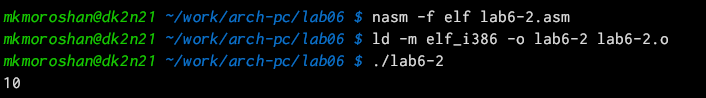 mkmoroshan@dk2n21 ~/work/arch-pc/lab06 $ nasm -f elf lab6-2.asm
mkmoroshan@dk2n21 ~/work/arch-pc/lab06 $ ld -m elf_i386 -o lab6-2 lab6-2.o
mkmoroshan@dk2n21 ~/work/arch-pc/lab06 $ ./lab6-2
10